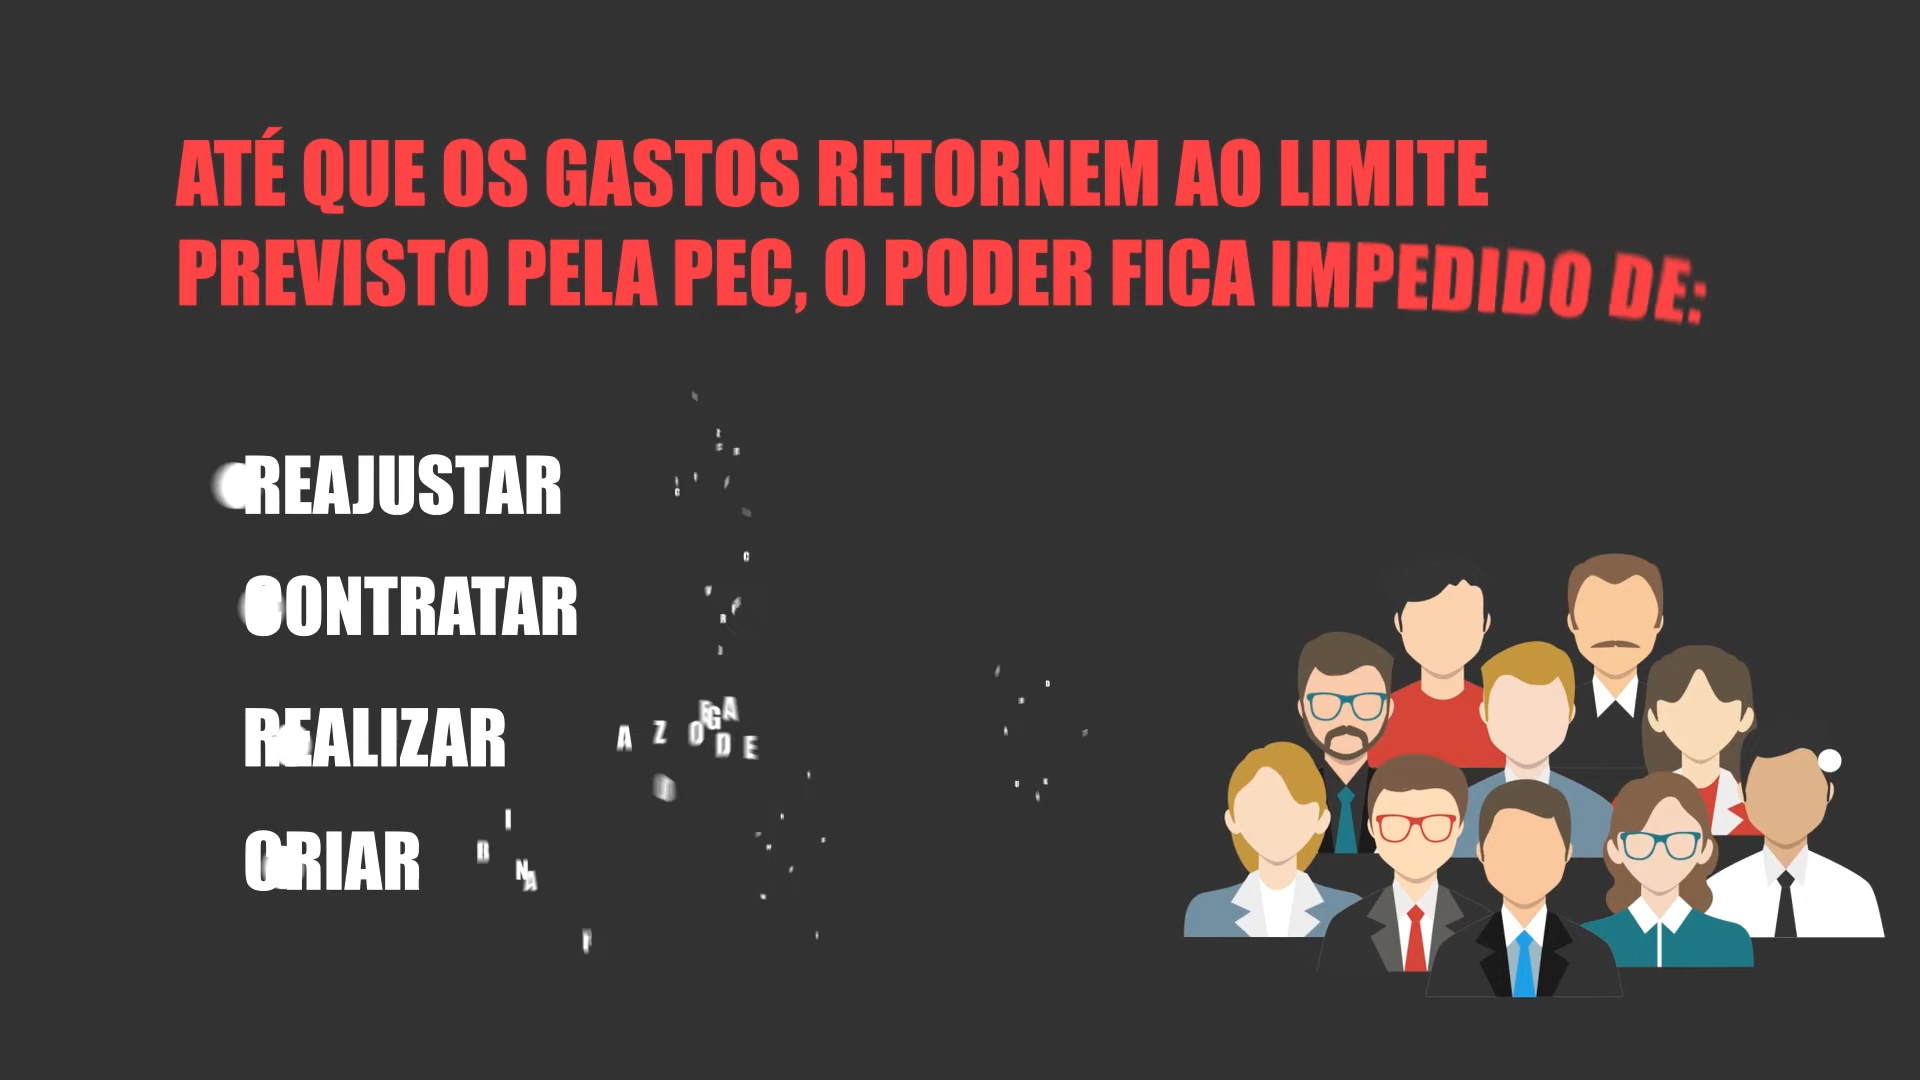 ATÉ QUE OS GASTOS RETORNEM AO LIMITE
PREVISTO PELA PEC, O PODER FICA IMPEDIDO DE:
REAJUSTAR
CONTRATAR
REALIZAR
CRIAR